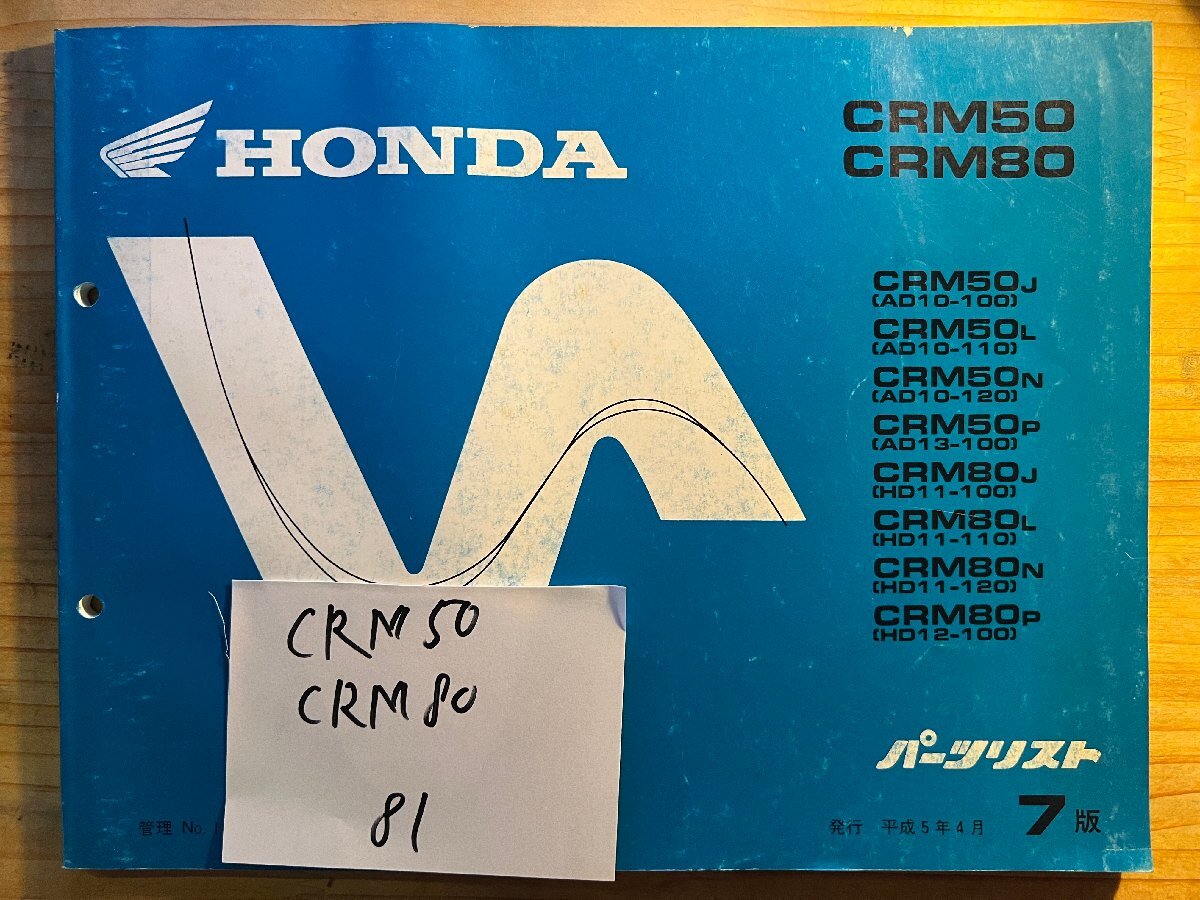 HONDA
CRM50
CRM80
CRM50J
(AD10-100)
CRM50L
(AD10-110)
CRM50N
(AD10-120)
CRM50P
(AD13-100)
CRM80J
(HD11-100)
CRM80L
(HD11-110)
CRM80N
(HD11-120)
CRM80P
(HD12-100)
パーツリスト
管理 No.
発行 平成5年4月 7版
CRM50
CRM80
81